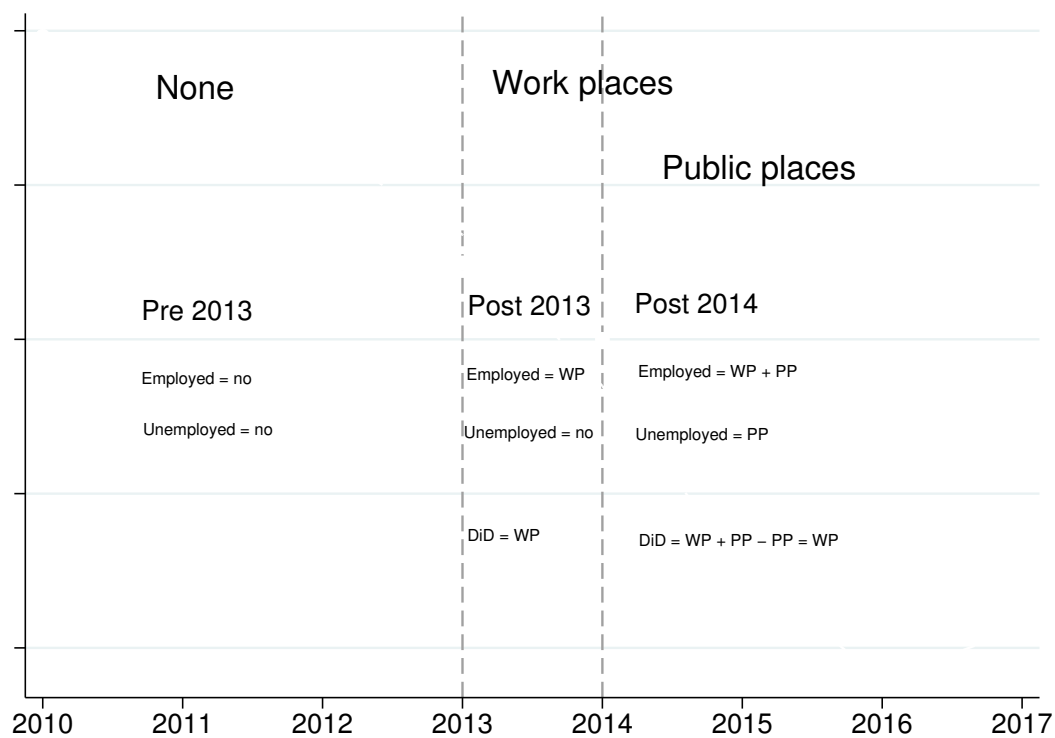 None
Work places
Public places
Pre 2013
Post 2013
Post 2014
Employed = no
Employed = WP
Employed = WP + PP
Unemployed = no
Unemployed = no
Unemployed = PP
DiD = WP
DiD = WP + PP − PP = WP
2010
2011
2012
2013
2014
2015
2016
2017